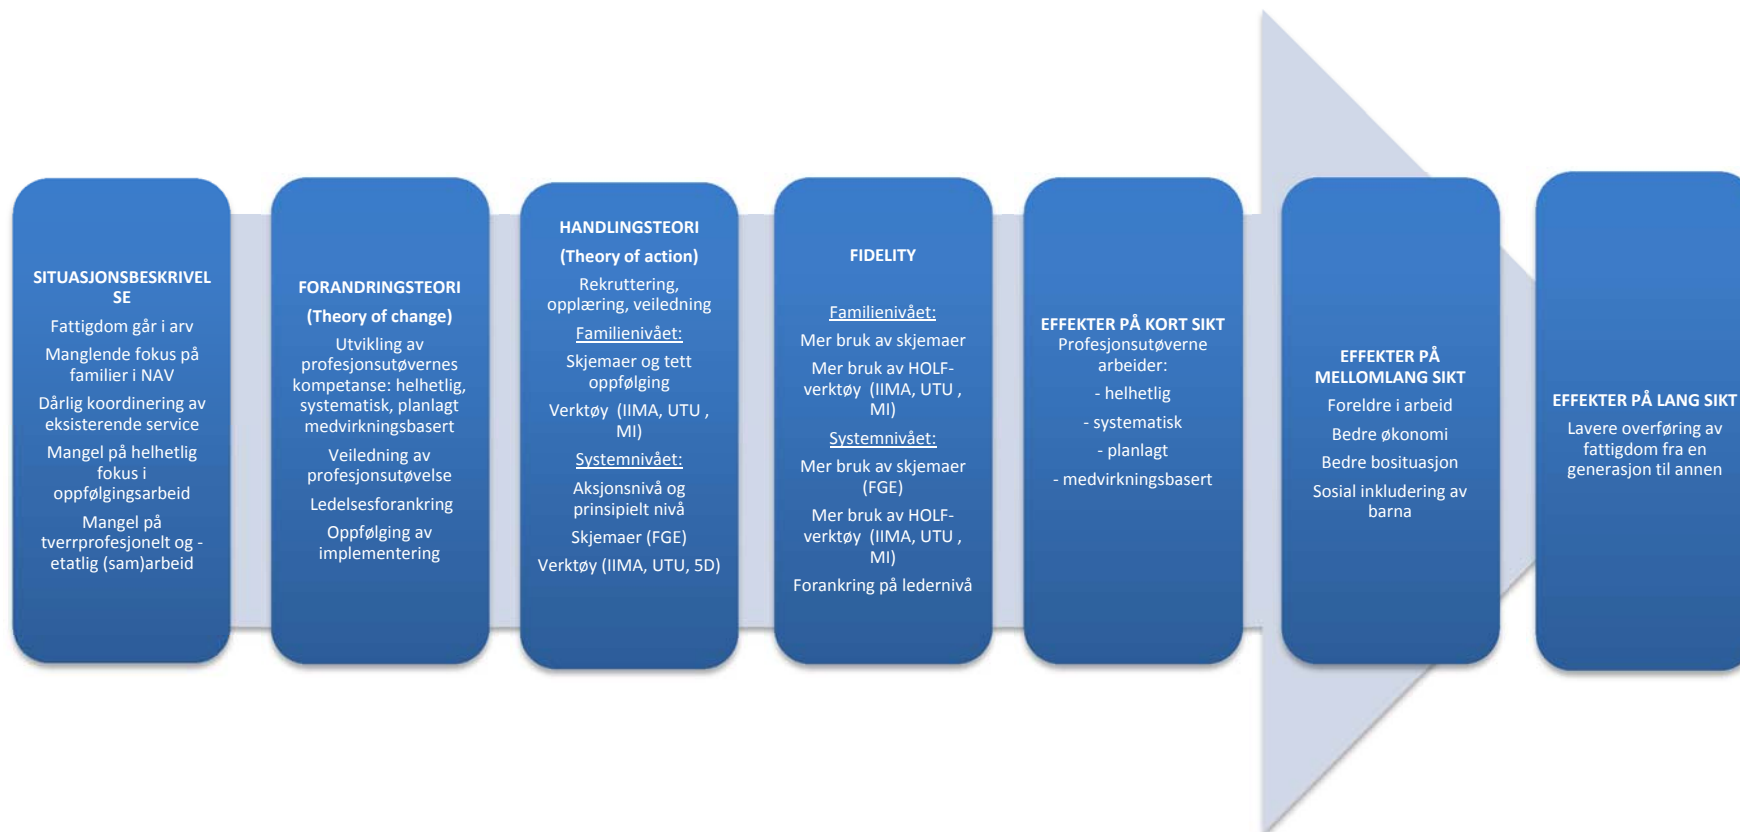 SITUASJONSBESKRIVEL
SE
Fattigdom går i arv
Manglende fokus på
familier i NAV
Dårlig koordinering av
eksisterende service
Mangel på helhetlig
fokus i
oppfølgingsarbeid
Mangel på
tverrprofesjonelt og -
etatlig (sam)arbeid
FORANDRINGSTEORI
(Theory of change)
Utvikling av
profesjonsutøvernes
kompetanse: helhetlig,
systematisk, planlagt
medvirkningsbasert
Veiledning av
profesjonsutøvelse
Ledelsesforankring
Oppfølging av
implementering
HANDLINGSTEORI
(Theory of action)
Rekruttering,
opplæring, veiledning
Familienivået:
Skjemaer og tett
oppfølging
Verktøy (IIMA, UTU ,
MI)
Systemnivået:
Aksjonsnivå og
prinsipielt nivå
Skjemaer (FGE)
Verktøy (IIMA, UTU, 5D)
FIDELITY
Familienivået:
Mer bruk av skjemaer
Mer bruk av HOLF-
verktøy (IIMA, UTU ,
MI)
Systemnivået:
Mer bruk av skjemaer
(FGE)
Mer bruk av HOLF-
verktøy (IIMA, UTU ,
MI)
Forankring på ledernivå
EFFEKTER PÅ KORT SIKT
Profesjonsutøverne
arbeider:
- helhetlig
- systematisk
- planlagt
- medvirkningsbasert
EFFEKTER PÅ
MELLOMLANG SIKT
Foreldre i arbeid
Bedre økonomi
Bedre bosituasjon
Sosial inkludering av
barna
EFFEKTER PÅ LANG SIKT
Lavere overføring av
fattigdom fra en
generasjon til annen